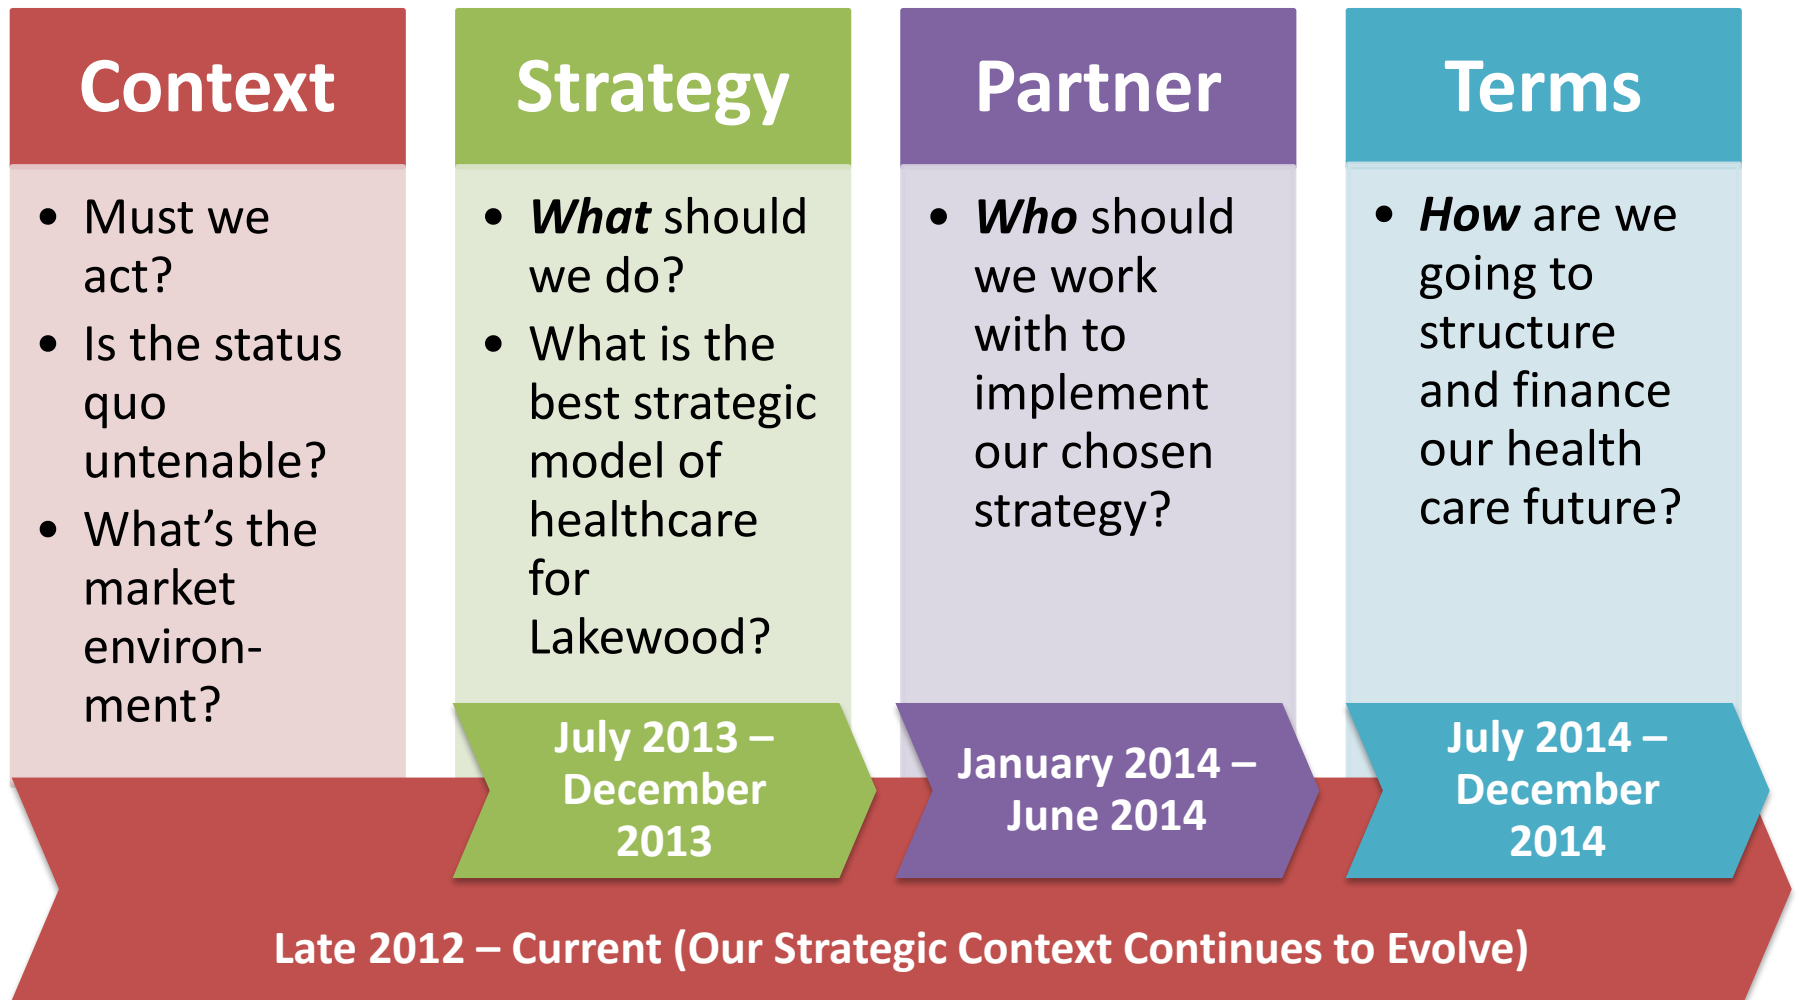 Context
• Must we
act?
• Is the status
quo
untenable?
• What’s the
market
environ-
ment?
Strategy
• What should
we do?
• What is the
best strategic
model of
healthcare
for
Lakewood?
July 2013 –
December
2013
Partner
• Who should
we work
with to
implement
our chosen
strategy?
January 2014 –
June 2014
Terms
• How are we
going to
structure
and finance
our health
care future?
July 2014 –
December
2014
Late 2012 – Current (Our Strategic Context Continues to Evolve)